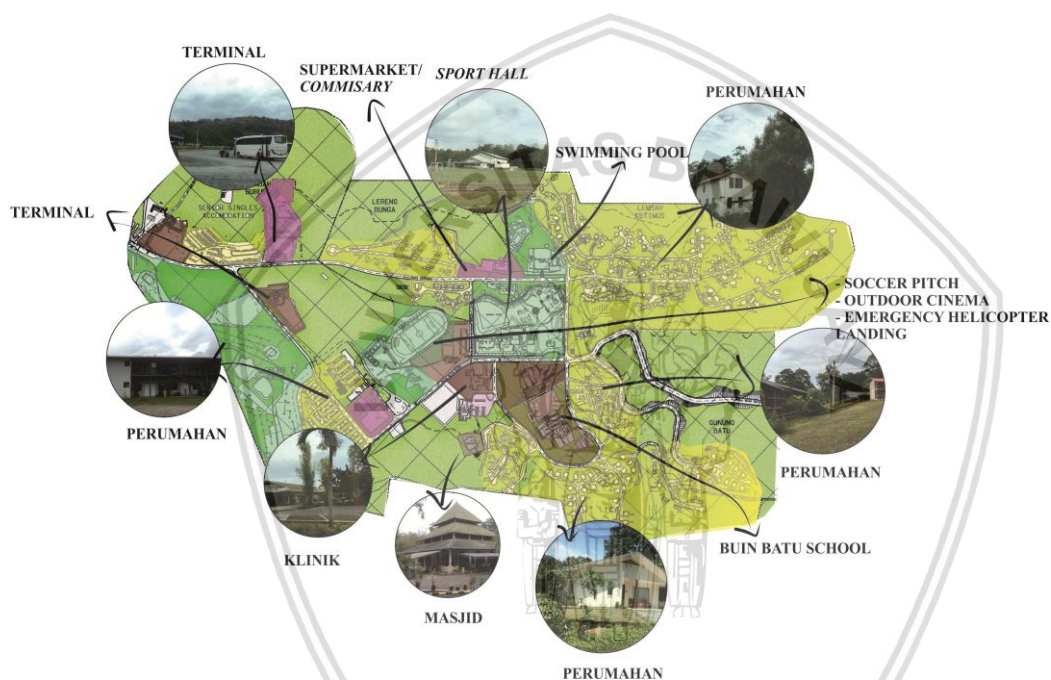 TERMINAL
SUPERMARKET/
COMMISARY
SPORT HALL
PERUMAHAN
SWIMMING POOL
SENIOR SINGLES
ACCOMODATION
LERENG
BUNGA
LEMBAH
TERMINAL
- SOCCER PITCH
- OUTDOOR CINEMA
- EMERGENCY HELICOPTER
LANDING
PERUMAHAN
GUNUNG
BATU
PERUMAHAN
KLINIK
MASJID
BUIN BATU SCHOOL
PERUMAHAN